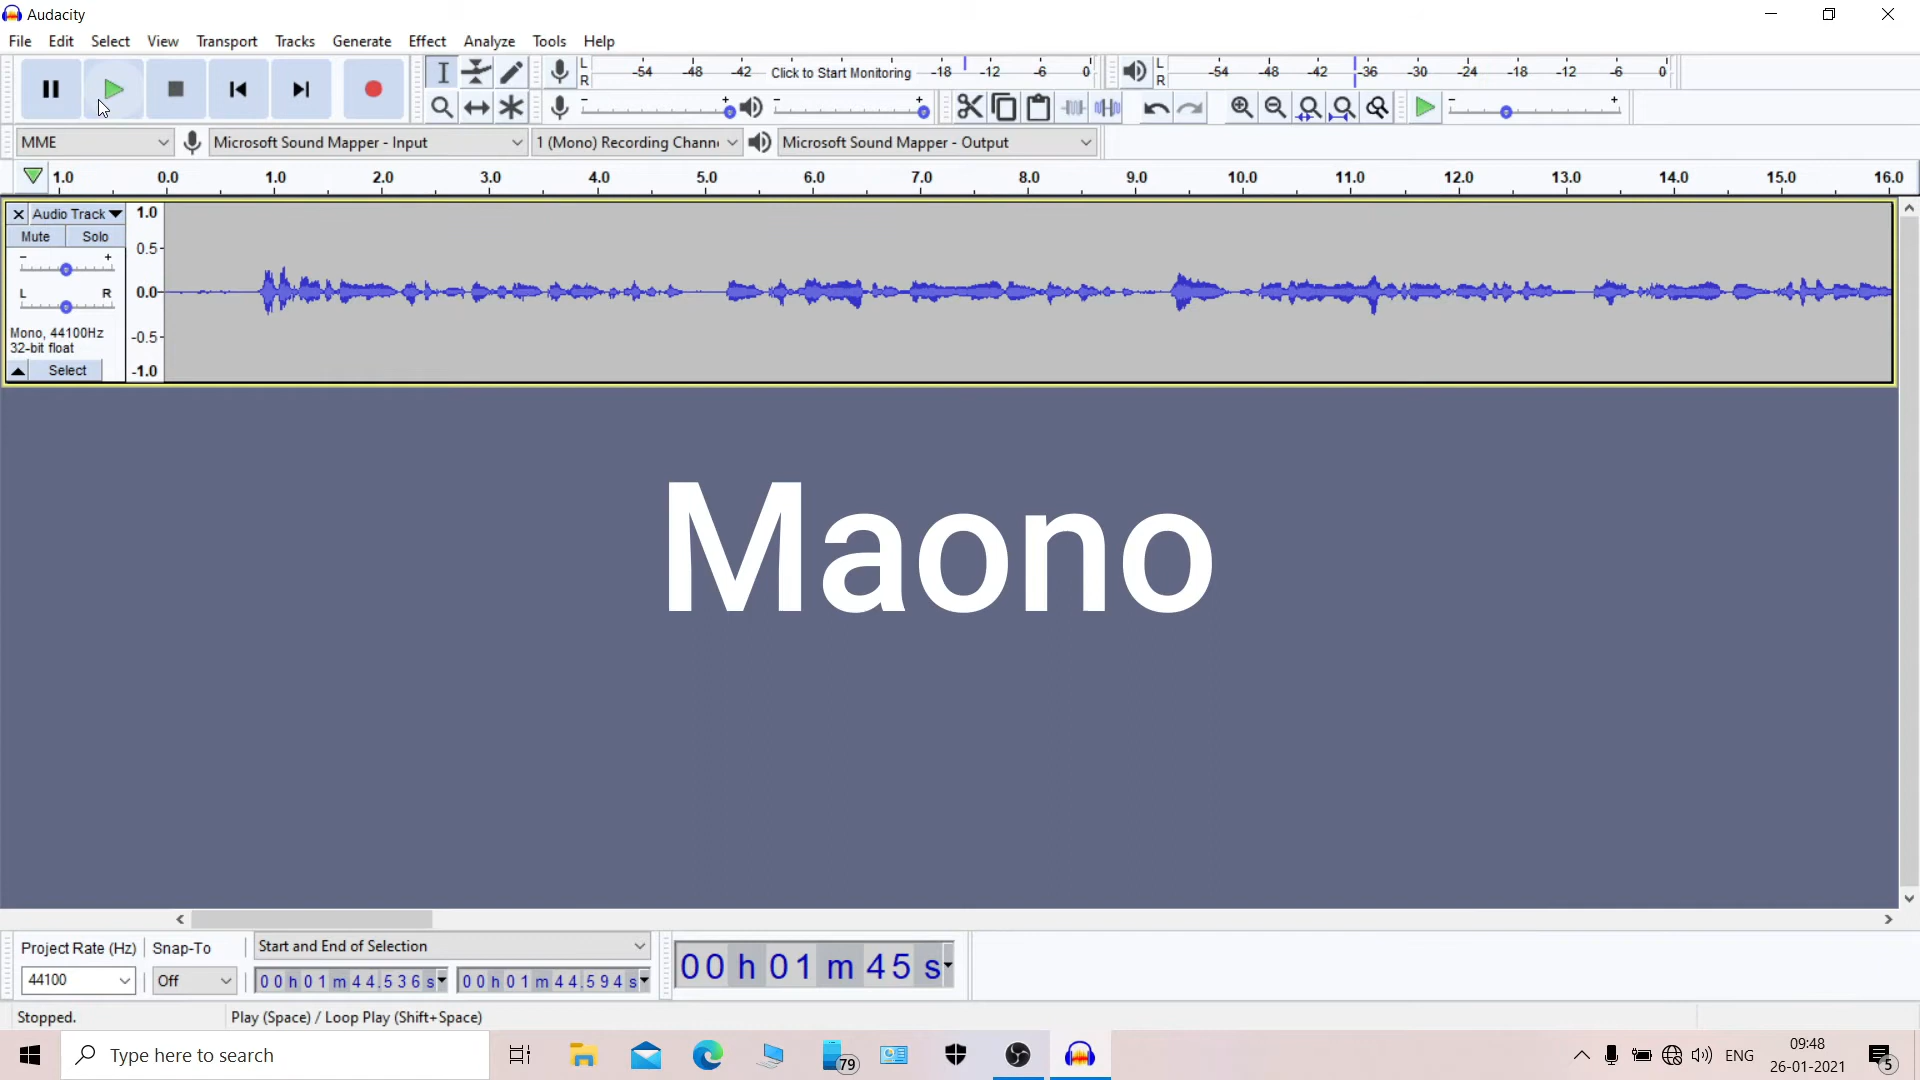 Audacity
File Edit Select View Transport Tracks Generate Effect Analyze Tools Help
L R -54 -48 -42 Click to Start Monitoring -18 -12 -6 0 L R -54 -48 -42 -36 -30 -24 -18 -12 -6 0
- + - + - +
MME Microsoft Sound Mapper - Input 1 (Mono) Recording Chann Microsoft Sound Mapper - Output
1.0 0.0 1.0 2.0 3.0 4.0 5.0 6.0 7.0 8.0 9.0 10.0 11.0 12.0 13.0 14.0 15.0 16.0
Audio Track 1.0
Mute Solo
0.5
- +
L R 0.0
Mono, 44100Hz -0.5
32-bit float
Select -1.0
Maono
Project Rate (Hz) Snap-To Start and End of Selection
44100 Off 00 h 01 m 44.536 s 00 h 01 m 44.594 s 00 h 01 m 45 s
Stopped. Play (Space) / Loop Play (Shift+Space)
Type here to search 79 ENG 09:48
26-01-2021 5